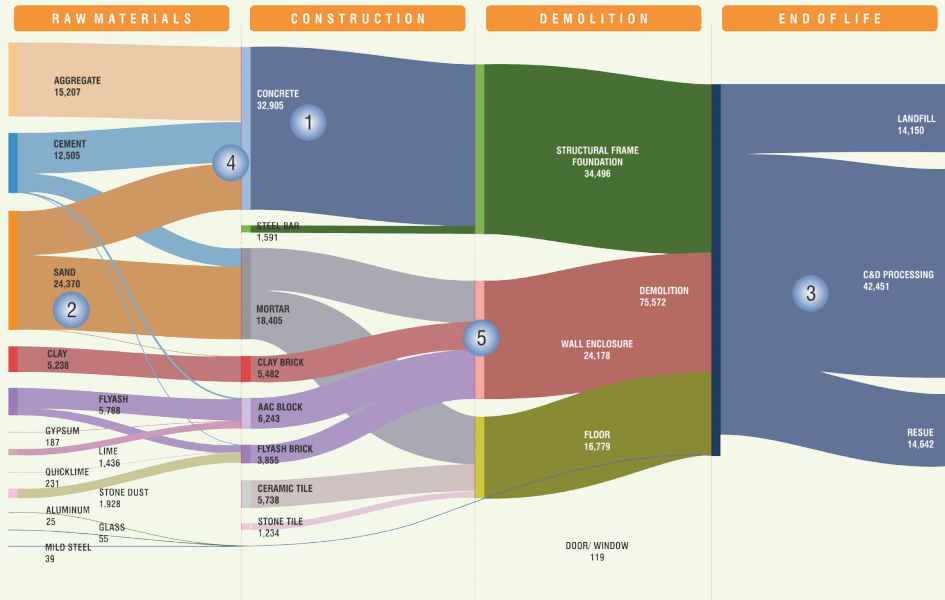 RAW MATERIALS
CONSTRUCTION
DEMOLITION
END OF LIFE
AGGREGATE
15,207
CEMENT
12,505
SAND
24,370
2
CLAY
5,238
FLYASH
5,788
GYPSUM
187
LIME
1,436
QUICKLIME
231
STONE DUST
1,928
ALUMINUM
25
GLASS
55
MILD STEEL
39
4
CONCRETE
32,905
1
STEEL BAR
1,591
MORTAR
18,405
CLAY BRICK
5,482
AAC BLOCK
6,243
FLYASH BRICK
3,855
CERAMIC TILE
5,738
STONE TILE
1,234
5
STRUCTURAL FRAME
FOUNDATION
34,496
DEMOLITION
75,572
WALL ENCLOSURE
24,178
FLOOR
16,779
DOOR/ WINDOW
119
LANDFILL
14,150
C&D PROCESSING
42,451
3
RESUE
14,642